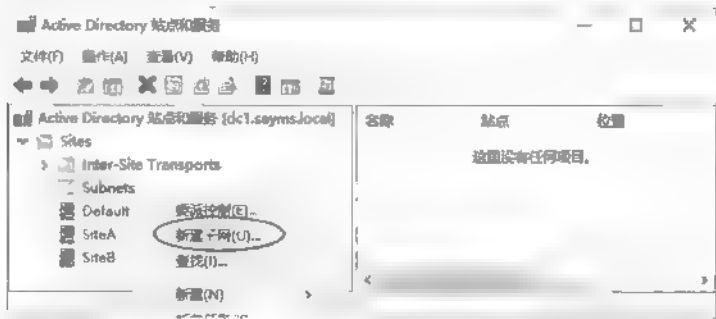 Active Directory 站点和服务
文件(F) 操作(A) 查看(V) 帮助(H)
Active Directory 站点和服务 [dc1.sayms.local]
Sites
Inter-Site Transports
Subnets
Default
SiteA
SiteB
委派控制(E)...
新建子网(U)...
查找(I)...
新建(N)
名称 站点 位置
这里没有任何项目。